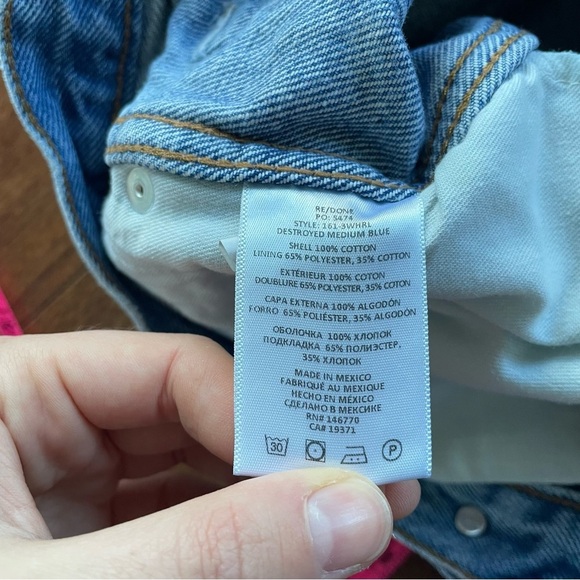 RE/DONE
PO: 5474
STYLE: 161-3WHRL
DESTROYED MEDIUM BLUE
SHELL 100% COTTON
LINING 65% POLYESTER, 35% COTON
EXTÉRIEUR 100% COTON
DOUBLURE 65% POLYESTER, 35% COTON
CAPA EXTERNA 100% ALGODÓN
FORRO 65% POLIÉSTER, 35% ALGODÓN
ОБОЛОЧКА 100% ХЛОПОК
ПОДКЛАДКА 65% ПОЛИЭСТЕР,
35% ХЛОПОК
MADE IN MEXICO
FABRIQUÉ AU MEXIQUE
HECHO EN MÉXICO
СДЕЛАНО В МЕКСИКЕ
RN# 146770
CA# 19371
30 P